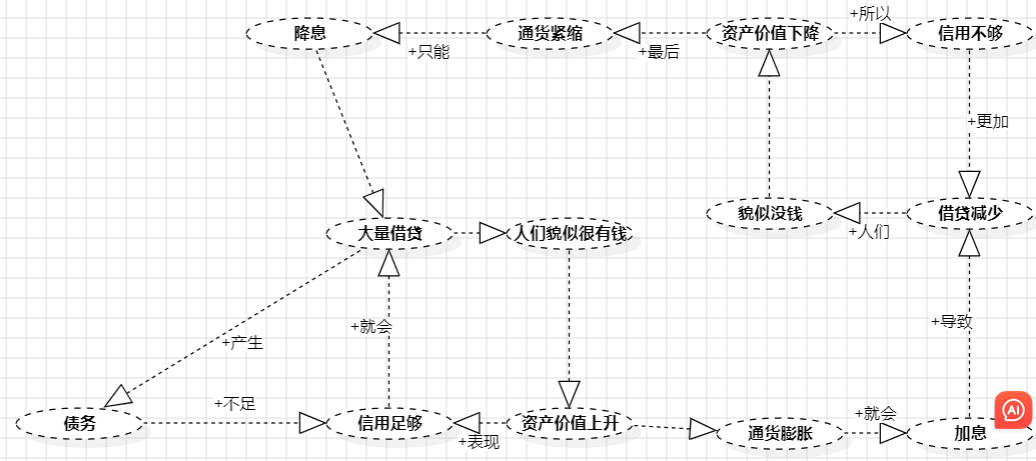 +所以
降息
通货紧缩
资产价值下降
信用不够
+只能
+最后
+更加
貌似没钱
借贷减少
大量借贷
人们貌似很有钱
+人们
+就会
+导致
+产生
+不足
+就会
债务
信用足够
资产价值上升
通货膨胀
加息
+表现
AI